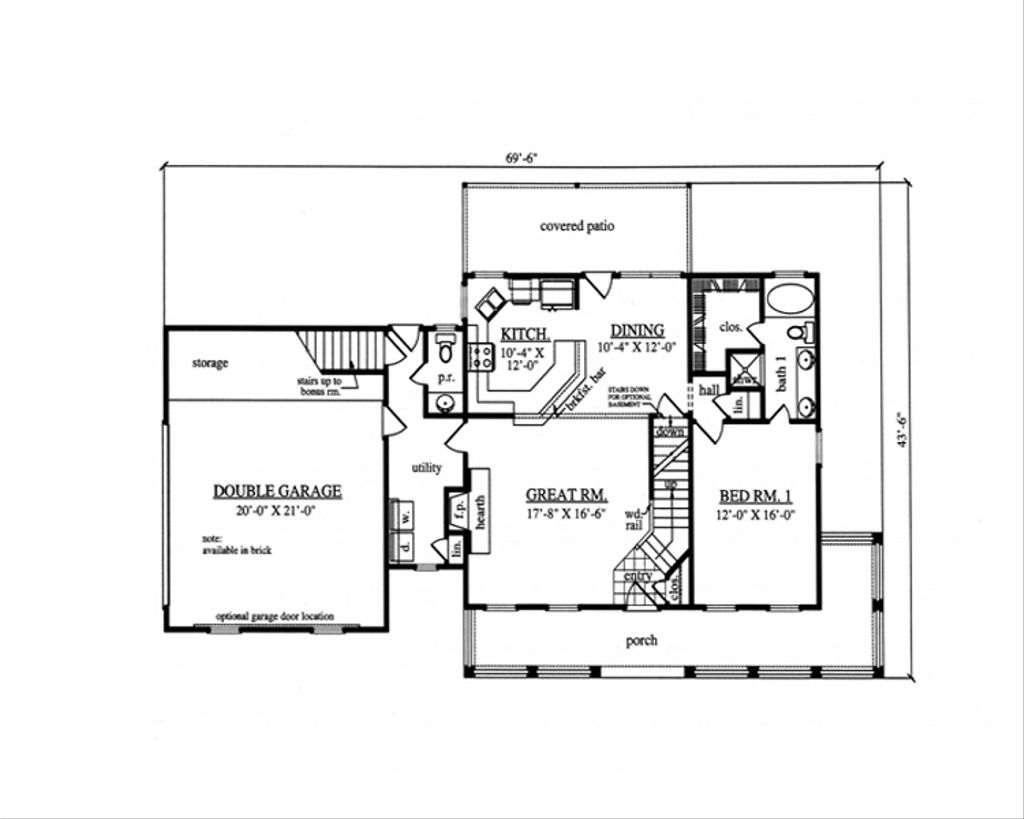 69'-6"
covered patio
KITCH.
10'-4" X
12'-0"
DINING
10'-4" X 12'-0"
clos.
bath 1
shwr.
storage
stairs up to
bonus rm.
p.r.
brkfst. bar
STAIRS DOWN
FOR OPTIONAL
BASEMENT
hall
lin.
down
43'-6"
utility
up
DOUBLE GARAGE
20'-0" X 21'-0"
note:
available in brick
w.
d.
f.p.
hearth
lin.
GREAT RM.
17'-8" X 16'-6"
wd.
rail
BED RM. 1
12'-0" X 16'-0"
entry
clos.
optional garage door location
porch